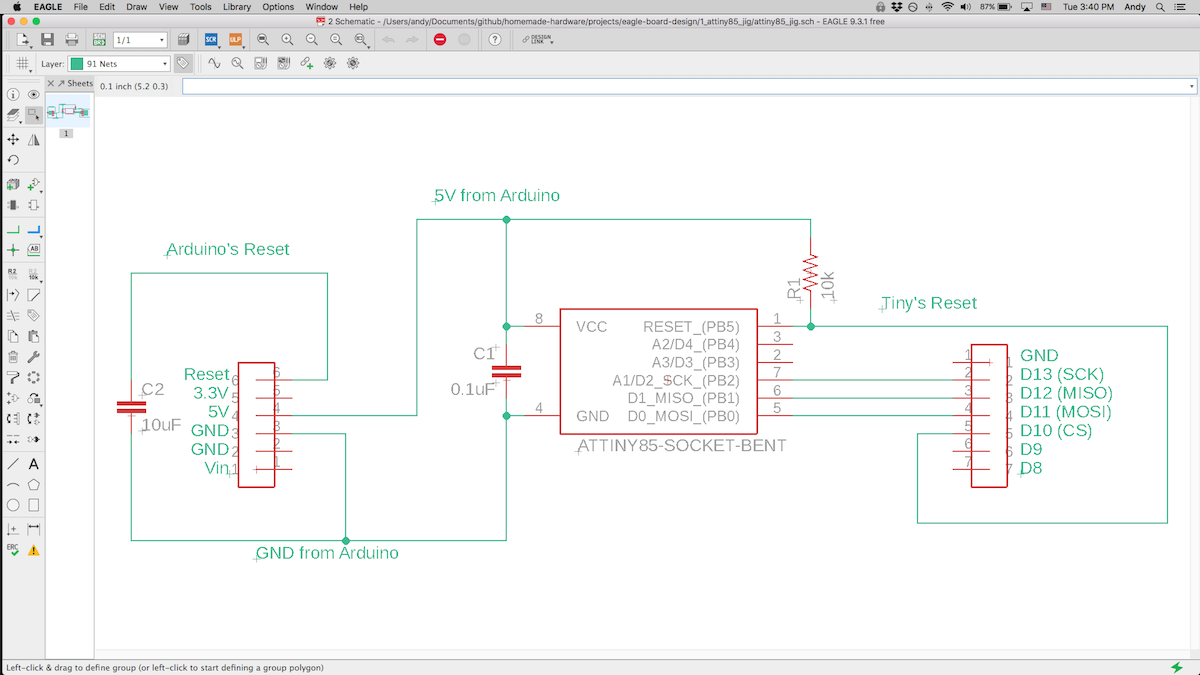 EAGLE File Edit Draw View Tools Library Options Window Help 87% Tue 3:40 PM Andy
2 Schematic - /Users/andy/Documents/github/homemade-hardware/projects/eagle-board-design/1_attiny85_jig/attiny85_jig.sch - EAGLE 9.3.1 free
1/1 SCR ULP DESIGN LINK
Layer: 91 Nets
Sheets 0.1 inch (5.2 0.3)
1
5V from Arduino
Arduino's Reset
R1
10k
Tiny's Reset
8 VCC RESET_(PB5) 1
A2/D4_(PB4) 3
A3/D3_(PB3) 2
A1/D2_SCK_(PB2) 7
D1_MISO_(PB1) 6
4 GND D0_MOSI_(PB0) 5
ATTINY85-SOCKET-BENT
C1
0.1uF
C2
10uF
Reset 6 6
3.3V 5 5
5V 4 4
GND 3 3
GND 2 2
Vin 1 1
1 1 GND
2 2 D13 (SCK)
3 3 D12 (MISO)
4 4 D11 (MOSI)
5 5 D10 (CS)
6 6 D9
7 7 D8
GND from Arduino
R2
10k
ERC
Left-click & drag to define group (or left-click to start defining a group polygon)